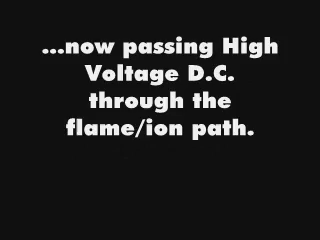 ...now passing High
Voltage D.C.
through the
flame/ion path.